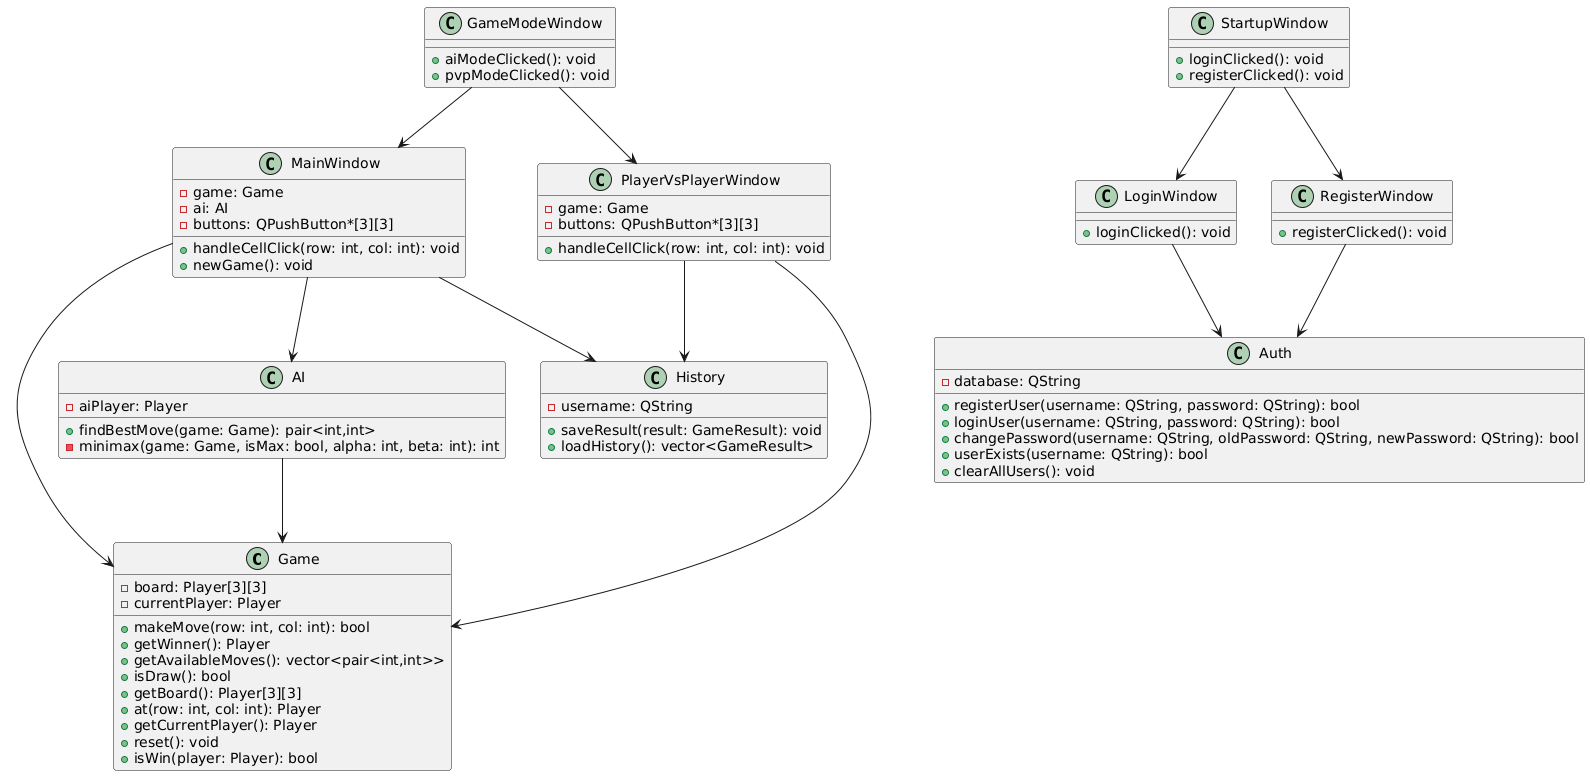 C GameModeWindow
aiModeClicked(): void
pvpModeClicked(): void
C StartupWindow
loginClicked(): void
registerClicked(): void
C MainWindow
game: Game
ai: AI
buttons: QPushButton*[3][3]
handleCellClick(row: int, col: int): void
newGame(): void
C PlayerVsPlayerWindow
game: Game
buttons: QPushButton*[3][3]
handleCellClick(row: int, col: int): void
C LoginWindow
loginClicked(): void
C RegisterWindow
registerClicked(): void
C AI
aiPlayer: Player
findBestMove(game: Game): pair<int,int>
minimax(game: Game, isMax: bool, alpha: int, beta: int): int
C History
username: QString
saveResult(result: GameResult): void
loadHistory(): vector<GameResult>
C Auth
database: QString
registerUser(username: QString, password: QString): bool
loginUser(username: QString, password: QString): bool
changePassword(username: QString, oldPassword: QString, newPassword: QString): bool
userExists(username: QString): bool
clearAllUsers(): void
C Game
board: Player[3][3]
currentPlayer: Player
makeMove(row: int, col: int): bool
getWinner(): Player
getAvailableMoves(): vector<pair<int,int>>
isDraw(): bool
getBoard(): Player[3][3]
at(row: int, col: int): Player
getCurrentPlayer(): Player
reset(): void
isWin(player: Player): bool